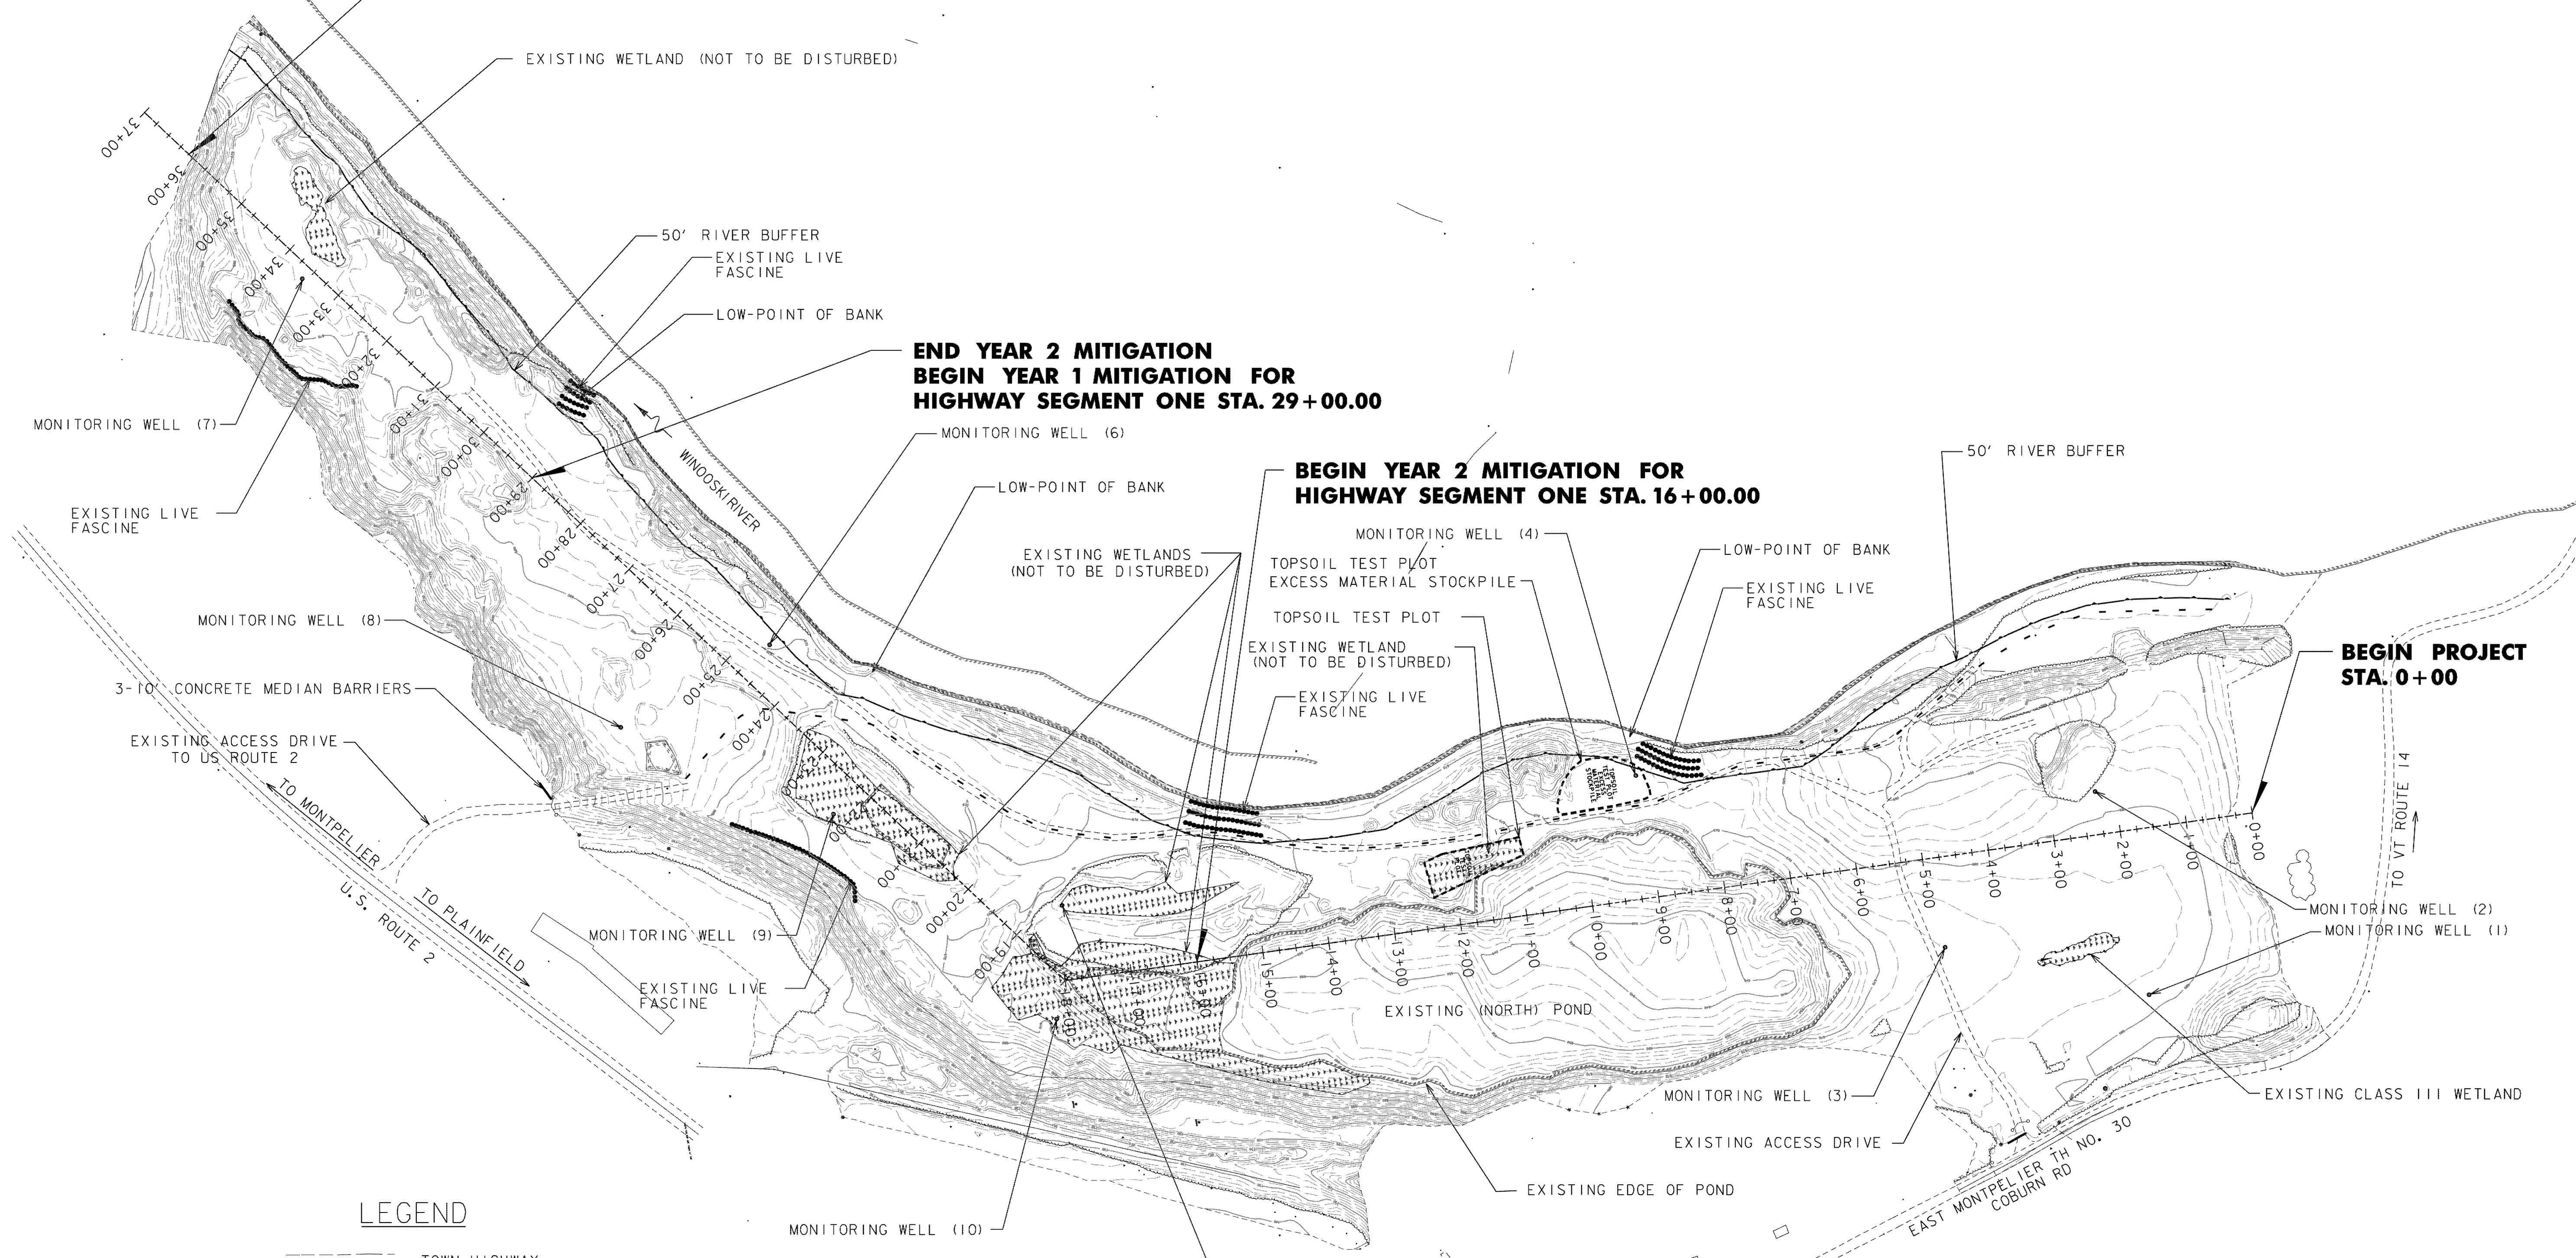 EXISTING WETLAND (NOT TO BE DISTURBED)
37+00
36+00
35+00
34+00
33+00
32+00
31+00
30+00
29+00
28+00
27+00
26+00
25+00
24+00
50' RIVER BUFFER
EXISTING LIVE
FASCINE
LOW-POINT OF BANK
END YEAR 2 MITIGATION
BEGIN YEAR 1 MITIGATION FOR
HIGHWAY SEGMENT ONE STA. 29+00.00
MONITORING WELL (7)
EXISTING LIVE
FASCINE
MONITORING WELL (6)
WINOOSKI RIVER
LOW-POINT OF BANK
BEGIN YEAR 2 MITIGATION FOR
HIGHWAY SEGMENT ONE STA. 16+00.00
50' RIVER BUFFER
MONITORING WELL (4)
EXISTING WETLANDS
(NOT TO BE DISTURBED)
TOPSOIL TEST PLOT
EXCESS MATERIAL STOCKPILE
LOW-POINT OF BANK
EXISTING LIVE
FASCINE
TOPSOIL TEST PLOT
EXISTING WETLAND
(NOT TO BE DISTURBED)
EXISTING LIVE
FASCINE
MONITORING WELL (8)
3-10' CONCRETE MEDIAN BARRIERS
EXISTING ACCESS DRIVE
TO US ROUTE 2
BEGIN PROJECT
STA. 0+00
TO MONTPELIER
U.S. ROUTE 2
TO PLAINFIELD
TOPSOIL
TEST PLOT
EXCESS
MATERIAL
STOCKPILE
TO VT ROUTE 14
MONITORING WELL (9)
EXISTING LIVE
FASCINE
20+00
19+00
18+00
17+00
15+00
14+00
13+00
12+00
11+00
10+00
9+00
8+00
7+00
6+00
5+00
4+00
3+00
2+00
1+00
0+00
MONITORING WELL (2)
MONITORING WELL (1)
EXISTING (NORTH) POND
MONITORING WELL (3)
EXISTING CLASS III WETLAND
EXISTING ACCESS DRIVE
EAST MONTPELIER TH NO. 30
COBURN RD
EXISTING EDGE OF POND
MONITORING WELL (10)
LEGEND
TOWN HIGHWAY